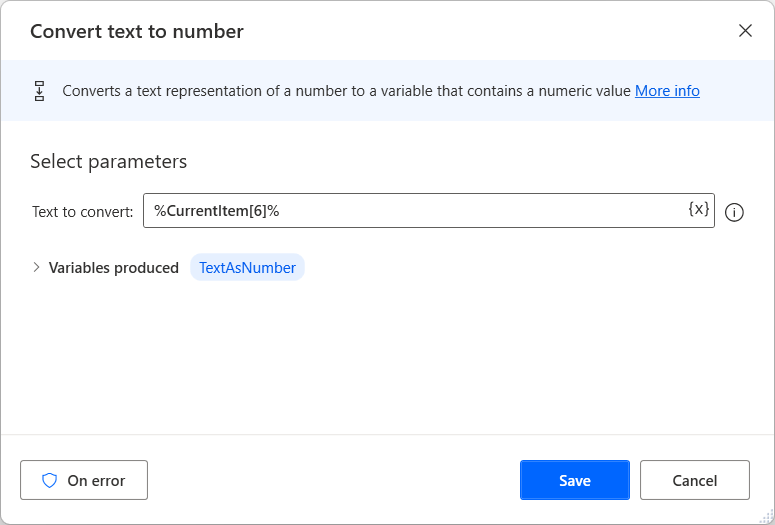 Convert text to number
Converts a text representation of a number to a variable that contains a numeric value More info
Select parameters
Text to convert: %CurrentItem[6]% {x}
Variables produced TextAsNumber
On error Save Cancel